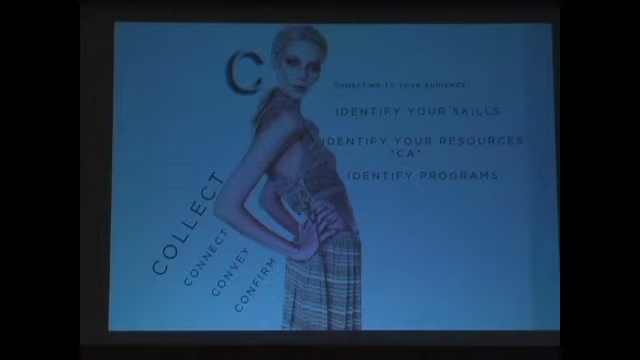 C
CONNECTING TO YOUR AUDIENCE:
IDENTIFY YOUR SKILLS
IDENTIFY YOUR RESOURCES
"CA"
IDENTIFY PROGRAMS
COLLECT
CONNECT
CONVEY
CONFIRM